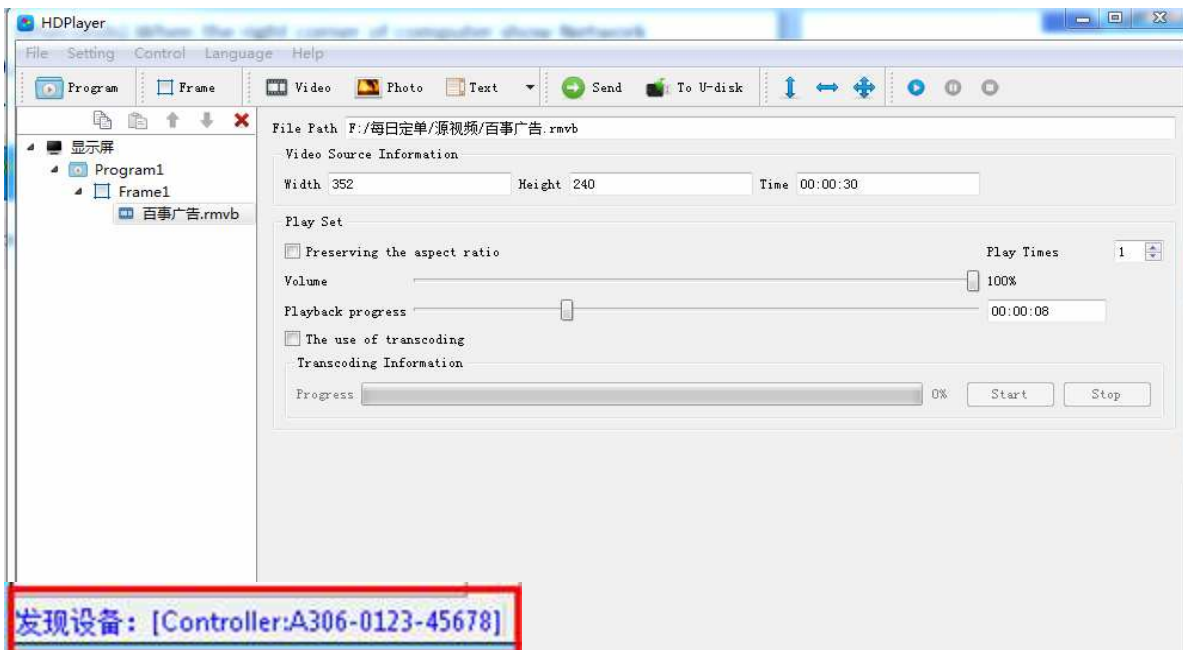 HDPlayer
File Setting Control Language Help
Program Frame Video Photo Text Send To U-disk
显示屏
Program1
Frame1
百事广告.rmvb
File Path F:/每日定单/源视频/百事广告.rmvb
Video Source Information
Width 352 Height 240 Time 00:00:30
Play Set
Preserving the aspect ratio Play Times 1
Volume 100%
Playback progress 00:00:08
The use of transcoding
Transcoding Information
Progress 0% Start Stop
发现设备：[Controller:A306-0123-45678]